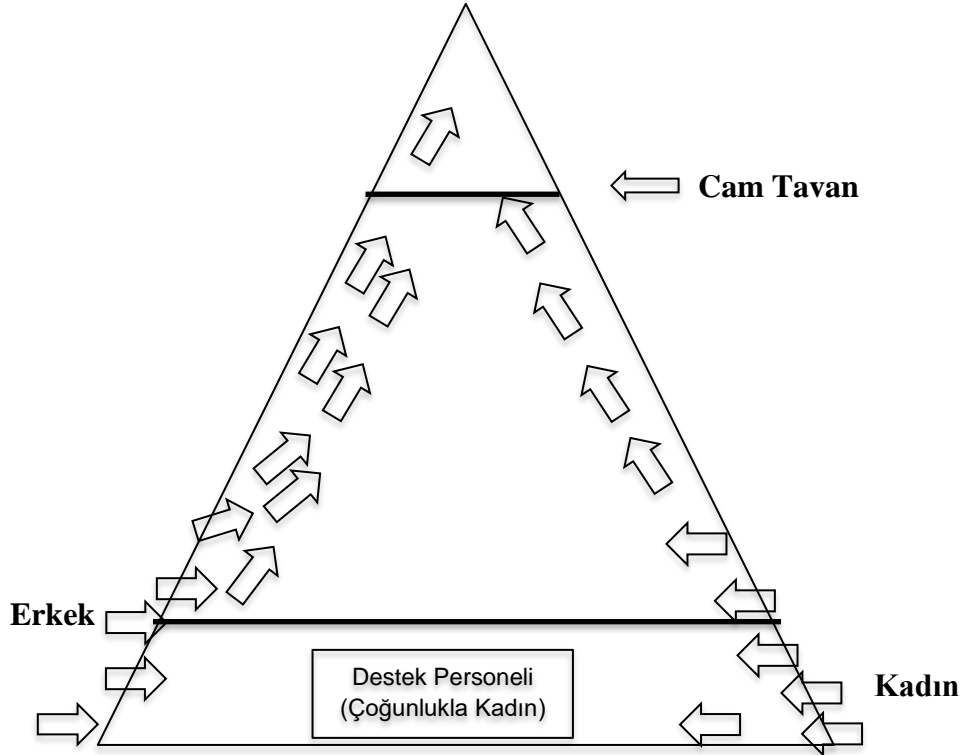 Cam Tavan
Erkek
Destek Personeli
(Çoğunlukla Kadın)
Kadın